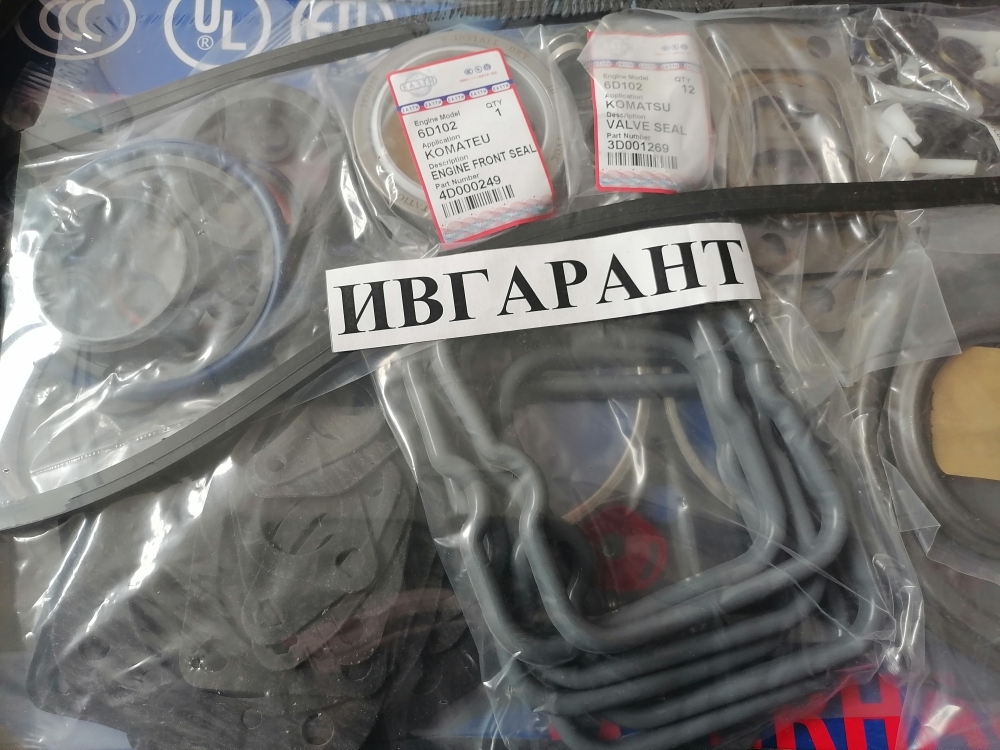 CCC
UL
®
Engine Model
QTY
6D102
1
Application
KOMATEU
Description
ENGINE FRONT SEAL
Part Number
4D000249
Engine Model
QTY
6D102
12
Application
KOMATSU
Description
VALVE SEAL
Part Number
3D001269
ИВГАРАНТ